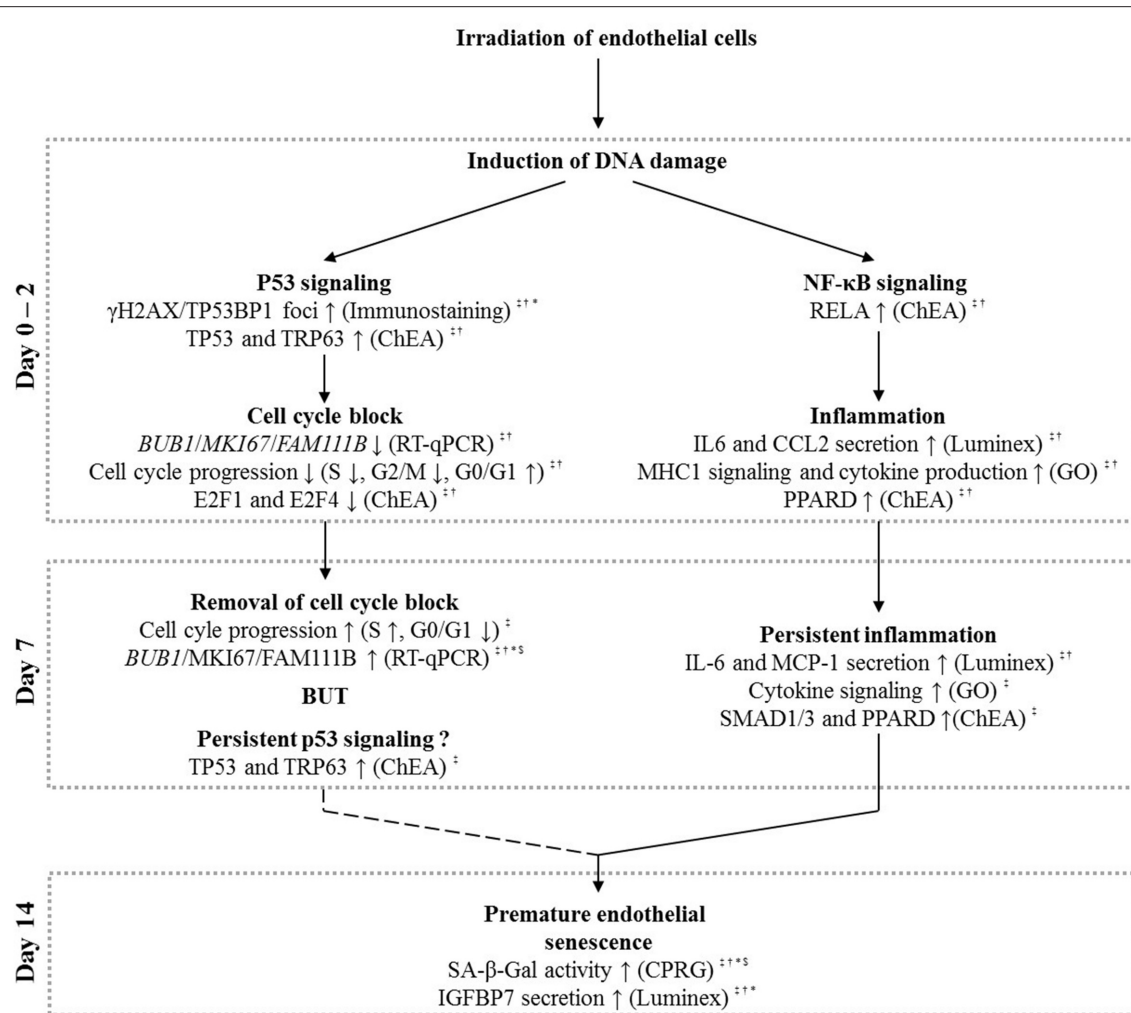 Irradiation of endothelial cells
Day 0 – 2
Induction of DNA damage
P53 signaling
γH2AX/TP53BP1 foci ↑ (Immunostaining) ‡†*
TP53 and TRP63 ↑ (ChEA) ‡†
NF-κB signaling
RELA ↑ (ChEA) ‡†
Cell cycle block
BUB1/MKI67/FAM111B ↓ (RT-qPCR) ‡†
Cell cycle progression ↓ (S ↓, G2/M ↓, G0/G1 ↑) ‡†
E2F1 and E2F4 ↓ (ChEA) ‡†
Inflammation
IL6 and CCL2 secretion ↑ (Luminex) ‡†
MHC1 signaling and cytokine production ↑ (GO) ‡†
PPARD ↑ (ChEA) ‡†
Day 7
Removal of cell cycle block
Cell cyle progression ↑ (S ↑, G0/G1 ↓) ‡
BUB1/MKI67/FAM111B ↑ (RT-qPCR) ‡†*$
BUT
Persistent p53 signaling ?
TP53 and TRP63 ↑ (ChEA) ‡
Persistent inflammation
IL-6 and MCP-1 secretion ↑ (Luminex) ‡†
Cytokine signaling ↑ (GO) ‡
SMAD1/3 and PPARD ↑(ChEA) ‡
Day 14
Premature endothelial
senescence
SA-β-Gal activity ↑ (CPRG) ‡†*$
IGFBP7 secretion ↑ (Luminex) ‡†*